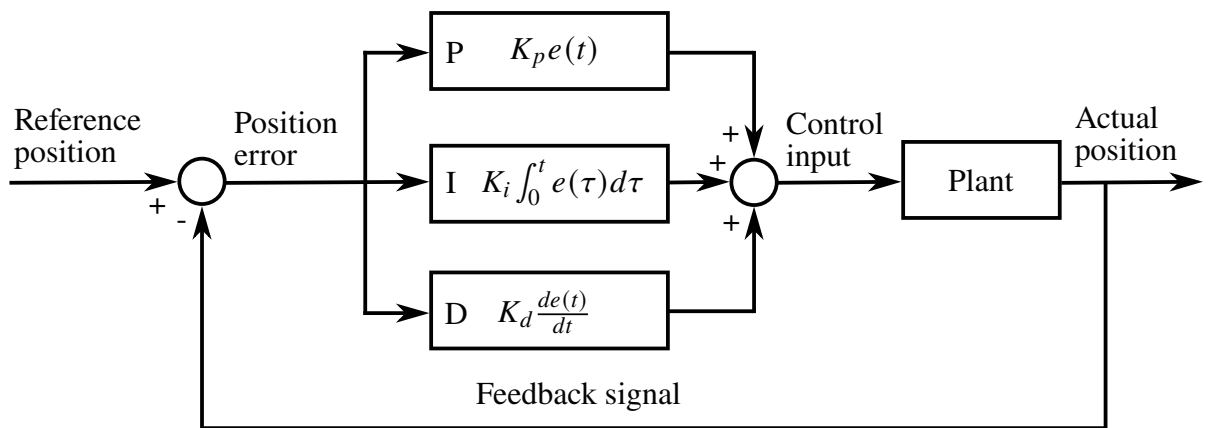 P K_p e(t)
Reference
position
Position
error
+
-
I K_i ∫_0^t e(τ)dτ
D K_d de(t)/dt
+
+
+
Control
input
Plant
Actual
position
Feedback signal